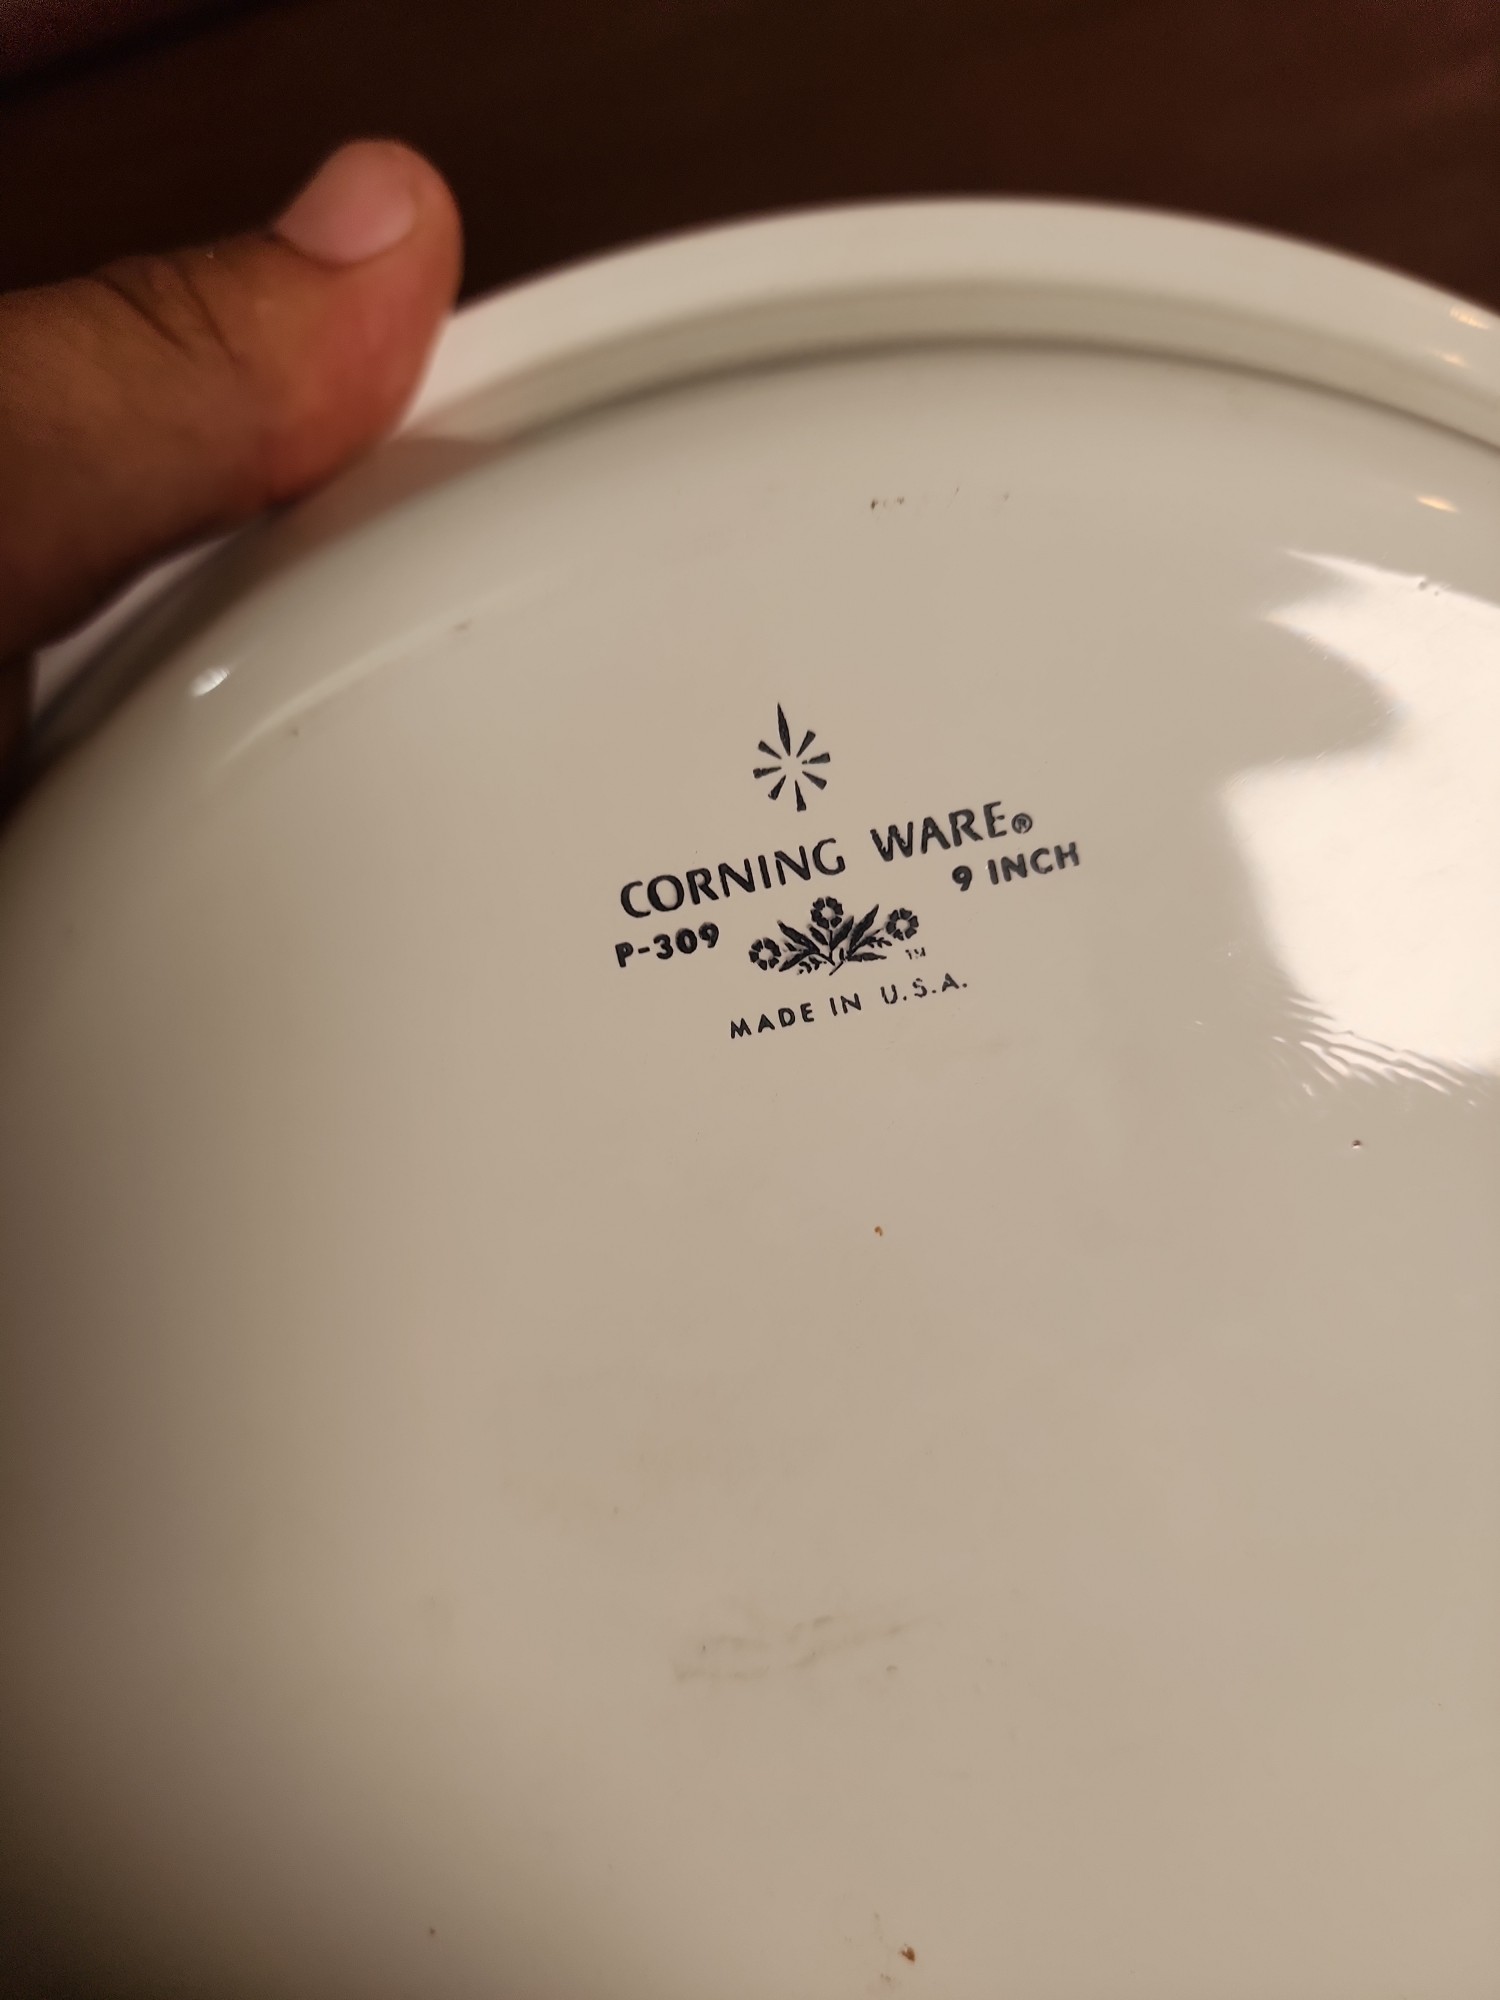 CORNING WARE®
P-309 9 INCH
TM
MADE IN U.S.A.